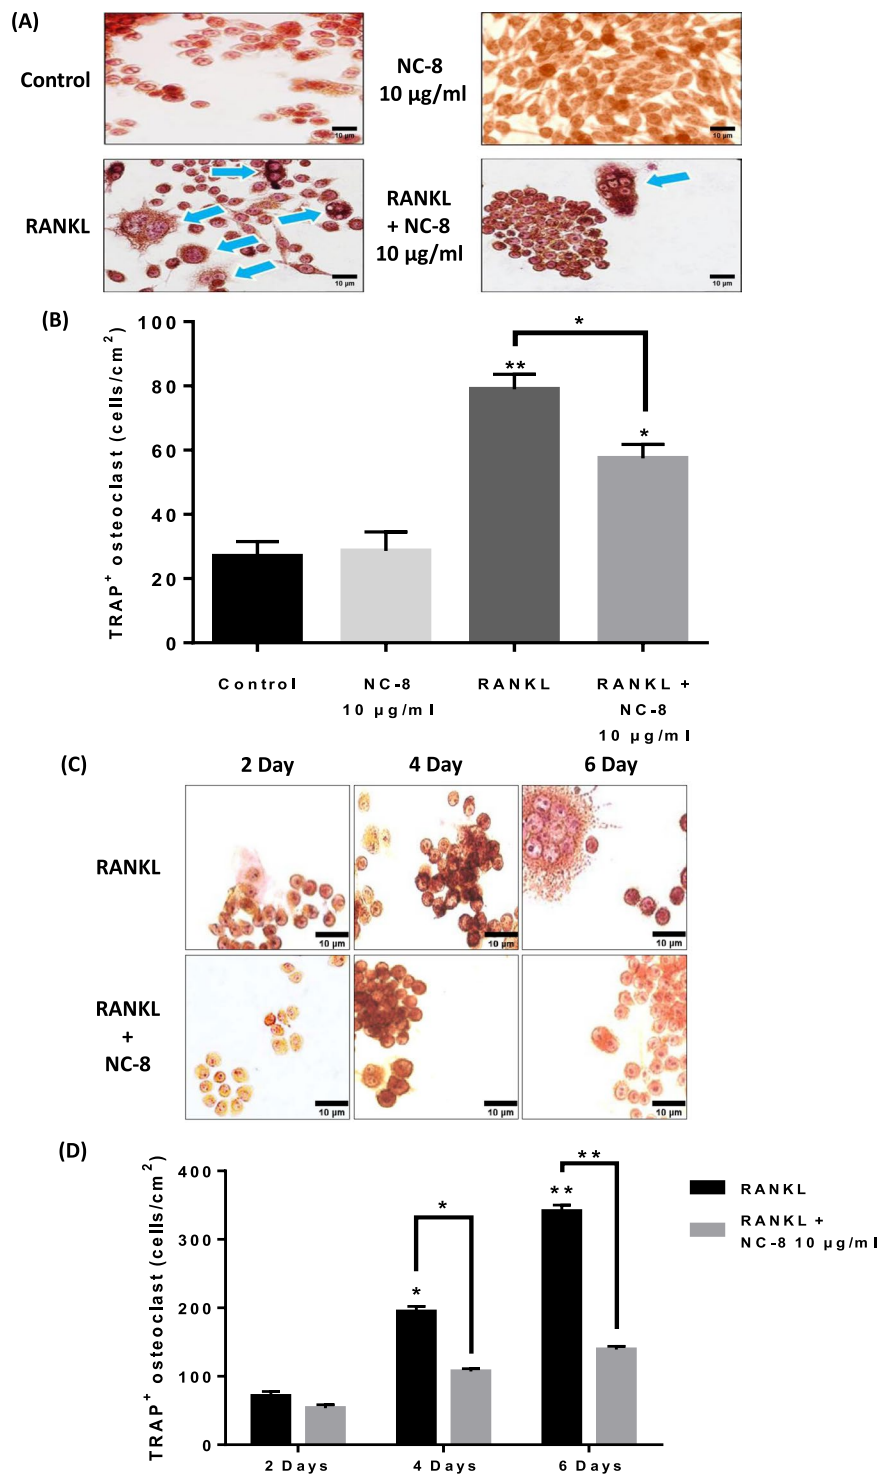 (A)
Control
10 µm
NC-8
10 µg/ml
10 µm
RANKL
10 µm
RANKL
+ NC-8
10 µg/ml
10 µm
(B)
TRAP+ osteoclast (cells/cm2)
100
80
60
40
20
0
**
*
*
Control
NC-8
10 µg/ml
RANKL
RANKL +
NC-8
10 µg/ml
(C)
2 Day
4 Day
6 Day
RANKL
10 µm
10 µm
10 µm
RANKL
+
NC-8
10 µm
10 µm
10 µm
(D)
TRAP+ osteoclast (cells/cm2)
400
300
200
100
0
*
*
**
**
2 Days
4 Days
6 Days
RANKL
RANKL +
NC-8 10 µg/ml